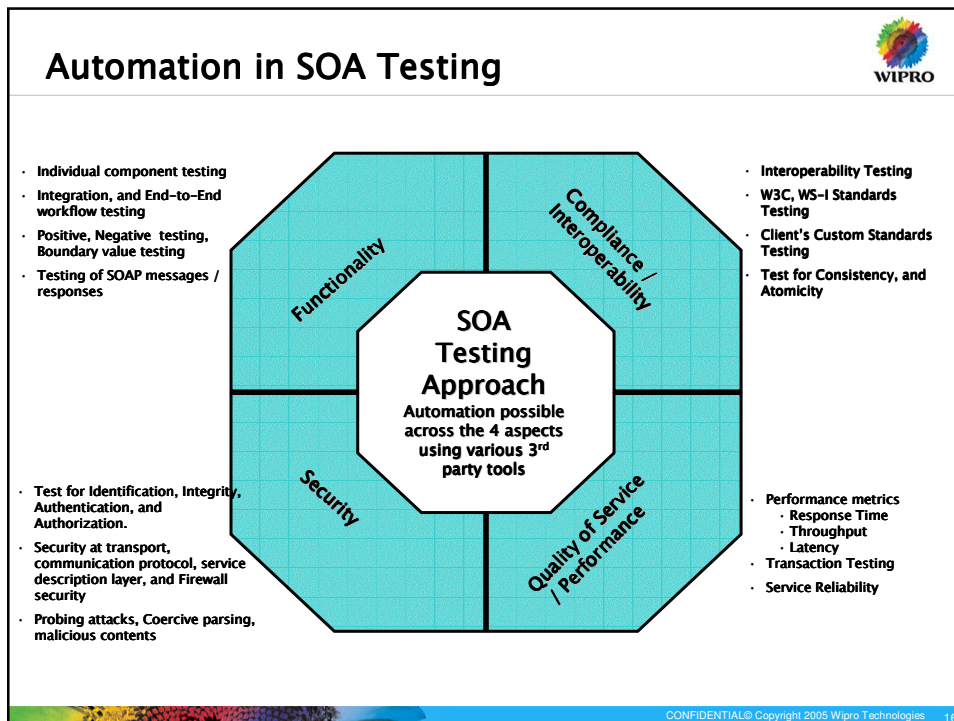 Automation in SOA Testing
WIPRO
· Individual component testing
· Integration, and End-to-End
workflow testing
· Positive, Negative testing,
Boundary value testing
· Testing of SOAP messages /
responses
Functionality
Compliance /
Interoperability
· Interoperability Testing
· W3C, WS-I Standards
Testing
· Client's Custom Standards
Testing
· Test for Consistency, and
Atomicity
SOA
Testing
Approach
Automation possible
across the 4 aspects
using various 3rd
party tools
· Test for Identification, Integrity,
Authentication, and
Authorization.
· Security at transport,
communication protocol, service
description layer, and Firewall
security
· Probing attacks, Coercive parsing,
malicious contents
Security
Quality of Service
/ Performance
· Performance metrics
· Response Time
· Throughput
· Latency
· Transaction Testing
· Service Reliability
CONFIDENTIAL© Copyright 2005 Wipro Technologies